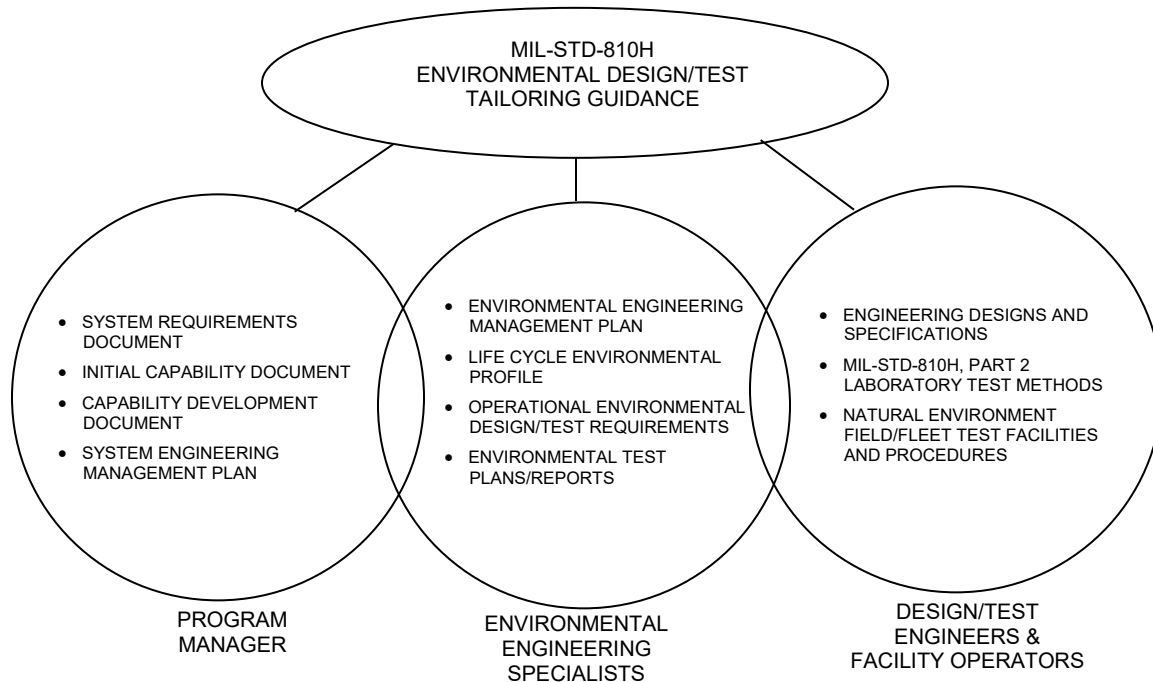 MIL-STD-810H
ENVIRONMENTAL DESIGN/TEST
TAILORING GUIDANCE
• SYSTEM REQUIREMENTS
DOCUMENT
• INITIAL CAPABILITY DOCUMENT
• CAPABILITY DEVELOPMENT
DOCUMENT
• SYSTEM ENGINEERING
MANAGEMENT PLAN
• ENVIRONMENTAL ENGINEERING
MANAGEMENT PLAN
• LIFE CYCLE ENVIRONMENTAL
PROFILE
• OPERATIONAL ENVIRONMENTAL
DESIGN/TEST REQUIREMENTS
• ENVIRONMENTAL TEST
PLANS/REPORTS
• ENGINEERING DESIGNS AND
SPECIFICATIONS
• MIL-STD-810H, PART 2
LABORATORY TEST METHODS
• NATURAL ENVIRONMENT
FIELD/FLEET TEST FACILITIES
AND PROCEDURES
PROGRAM
MANAGER
ENVIRONMENTAL
ENGINEERING
SPECIALISTS
DESIGN/TEST
ENGINEERS &
FACILITY OPERATORS